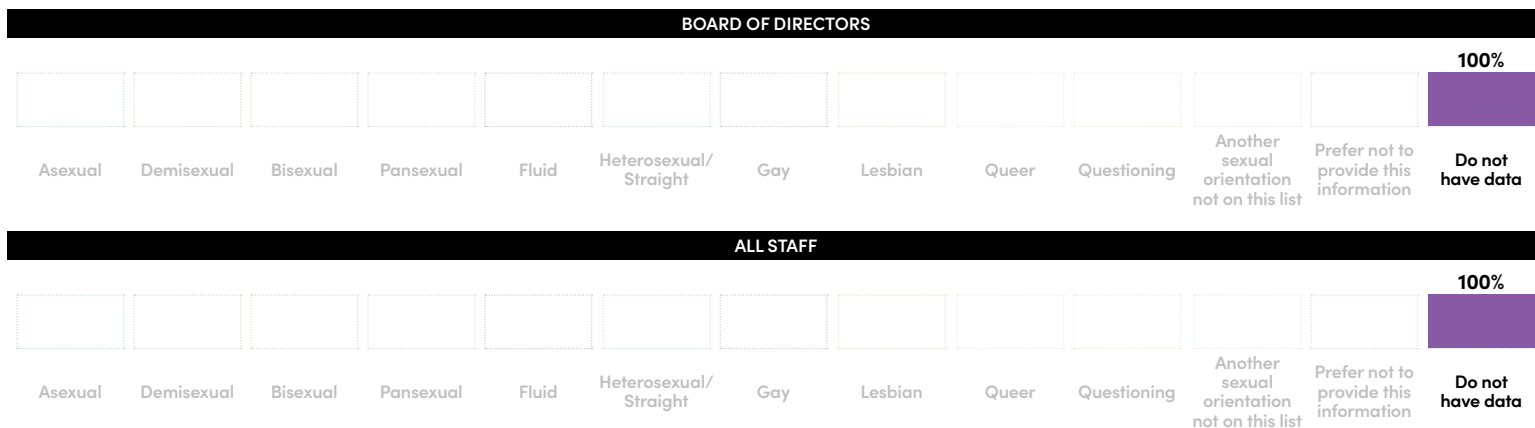 BOARD OF DIRECTORS
100%
Asexual
Demisexual
Bisexual
Pansexual
Fluid
Heterosexual/
Straight
Gay
Lesbian
Queer
Questioning
Another
sexual
orientation
not on this list
Prefer not to
provide this
information
Do not
have data
ALL STAFF
100%
Asexual
Demisexual
Bisexual
Pansexual
Fluid
Heterosexual/
Straight
Gay
Lesbian
Queer
Questioning
Another
sexual
orientation
not on this list
Prefer not to
provide this
information
Do not
have data